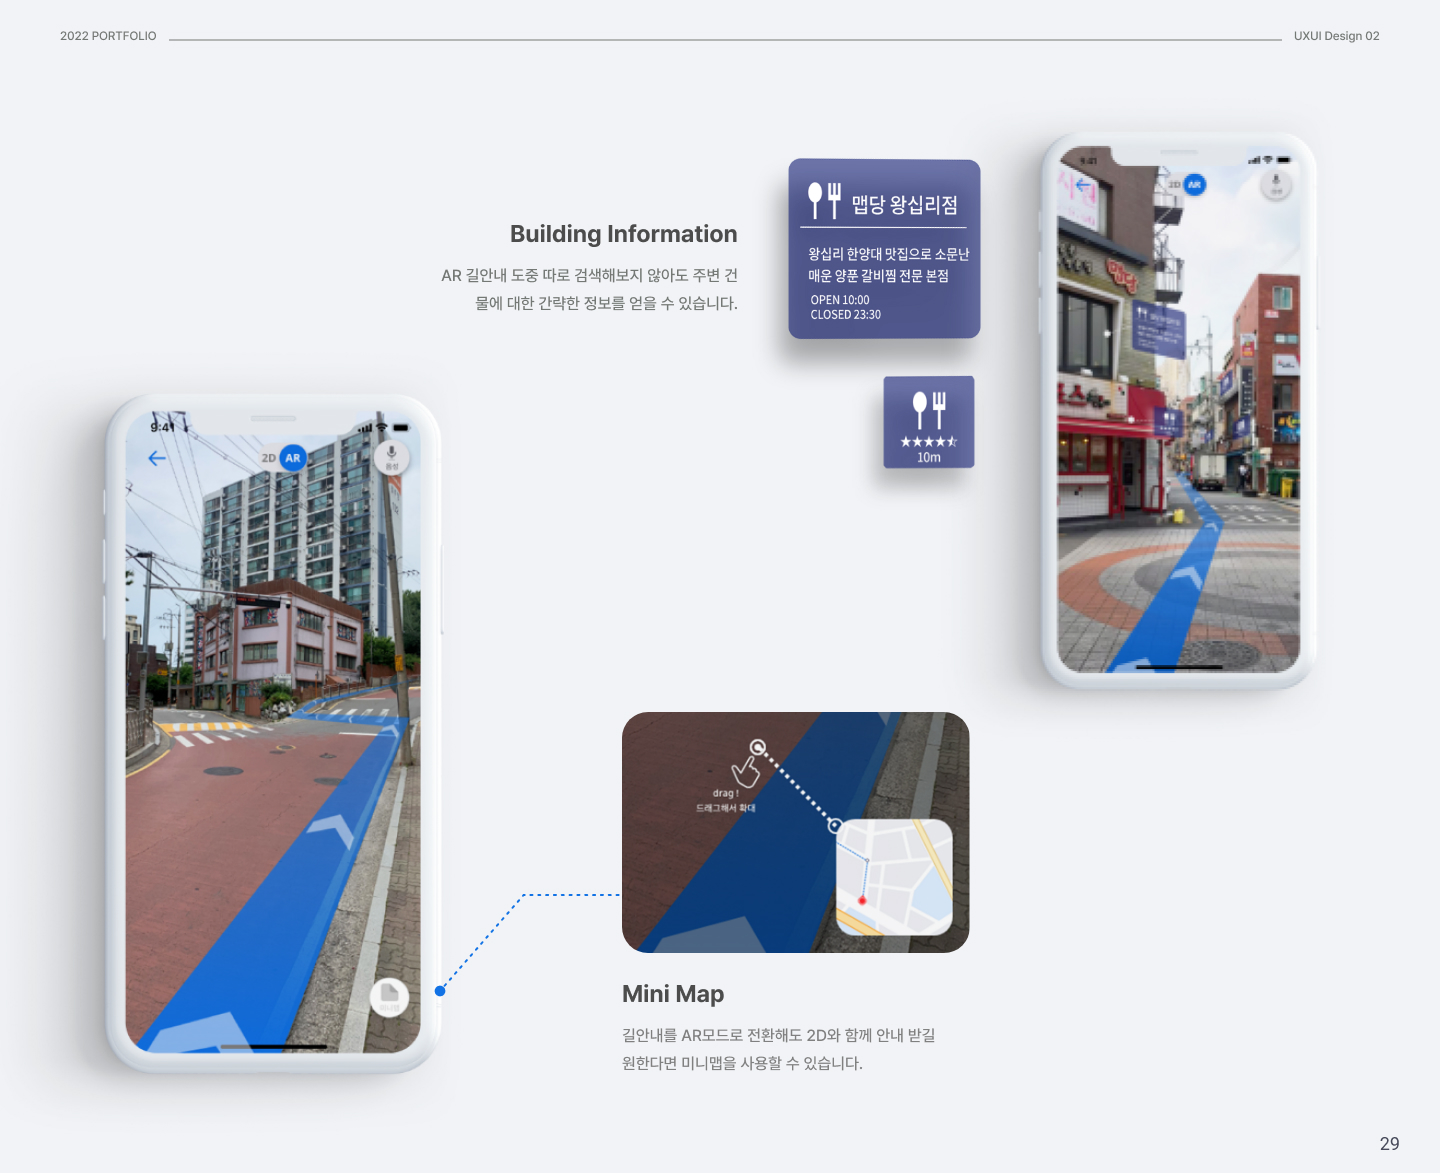 2022 PORTFOLIO
UXUI Design 02
Building Information
AR 길안내 도중 따로 검색해보지 않아도 주변 건
물에 대한 간략한 정보를 얻을 수 있습니다.
맵당 왕십리점
왕십리 한양대 맛집으로 소문난
매운 양푼 갈비찜 전문 본점
OPEN 10:00
CLOSED 23:30
10m
9:41
2D AR
9:41
2D AR
음성
drag !
드래그해서 확대
Mini Map
길안내를 AR모드로 전환해도 2D와 함께 안내 받길
원한다면 미니맵을 사용할 수 있습니다.
29